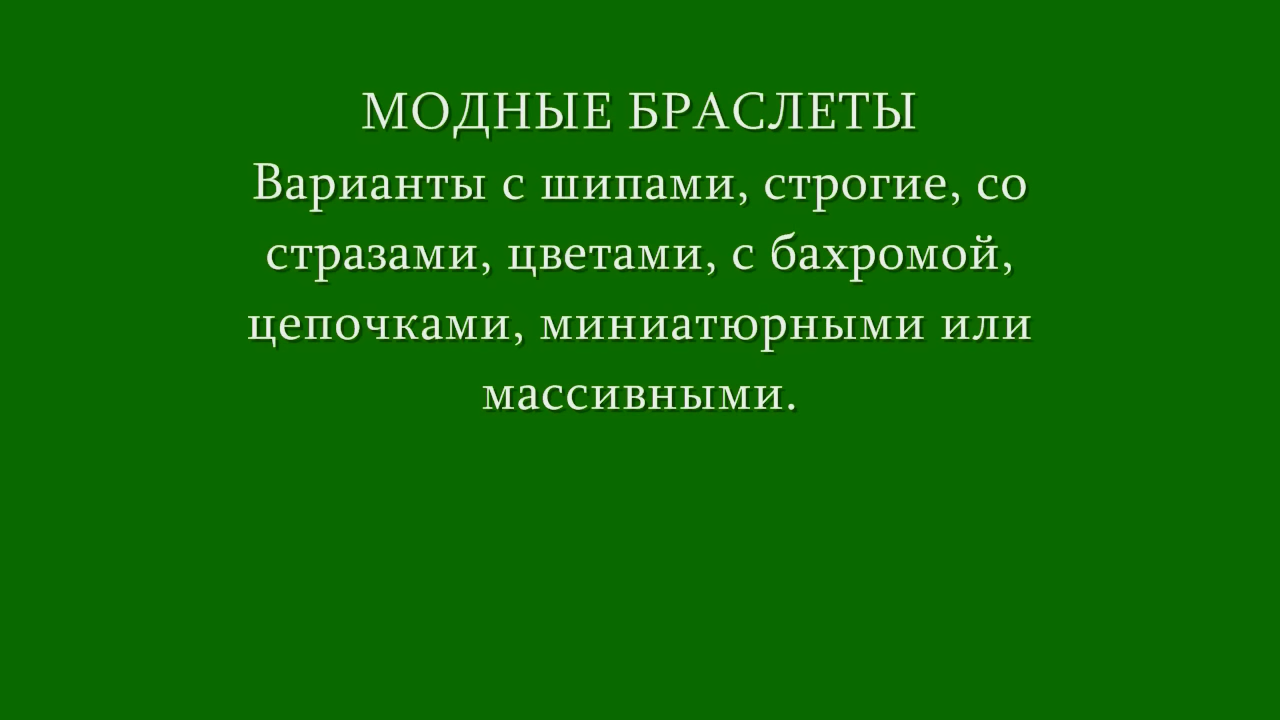 МОДНЫЕ БРАСЛЕТЫ
Варианты с шипами, строгие, со
стразами, цветами, с бахромой,
цепочками, миниатюрными или
массивными.